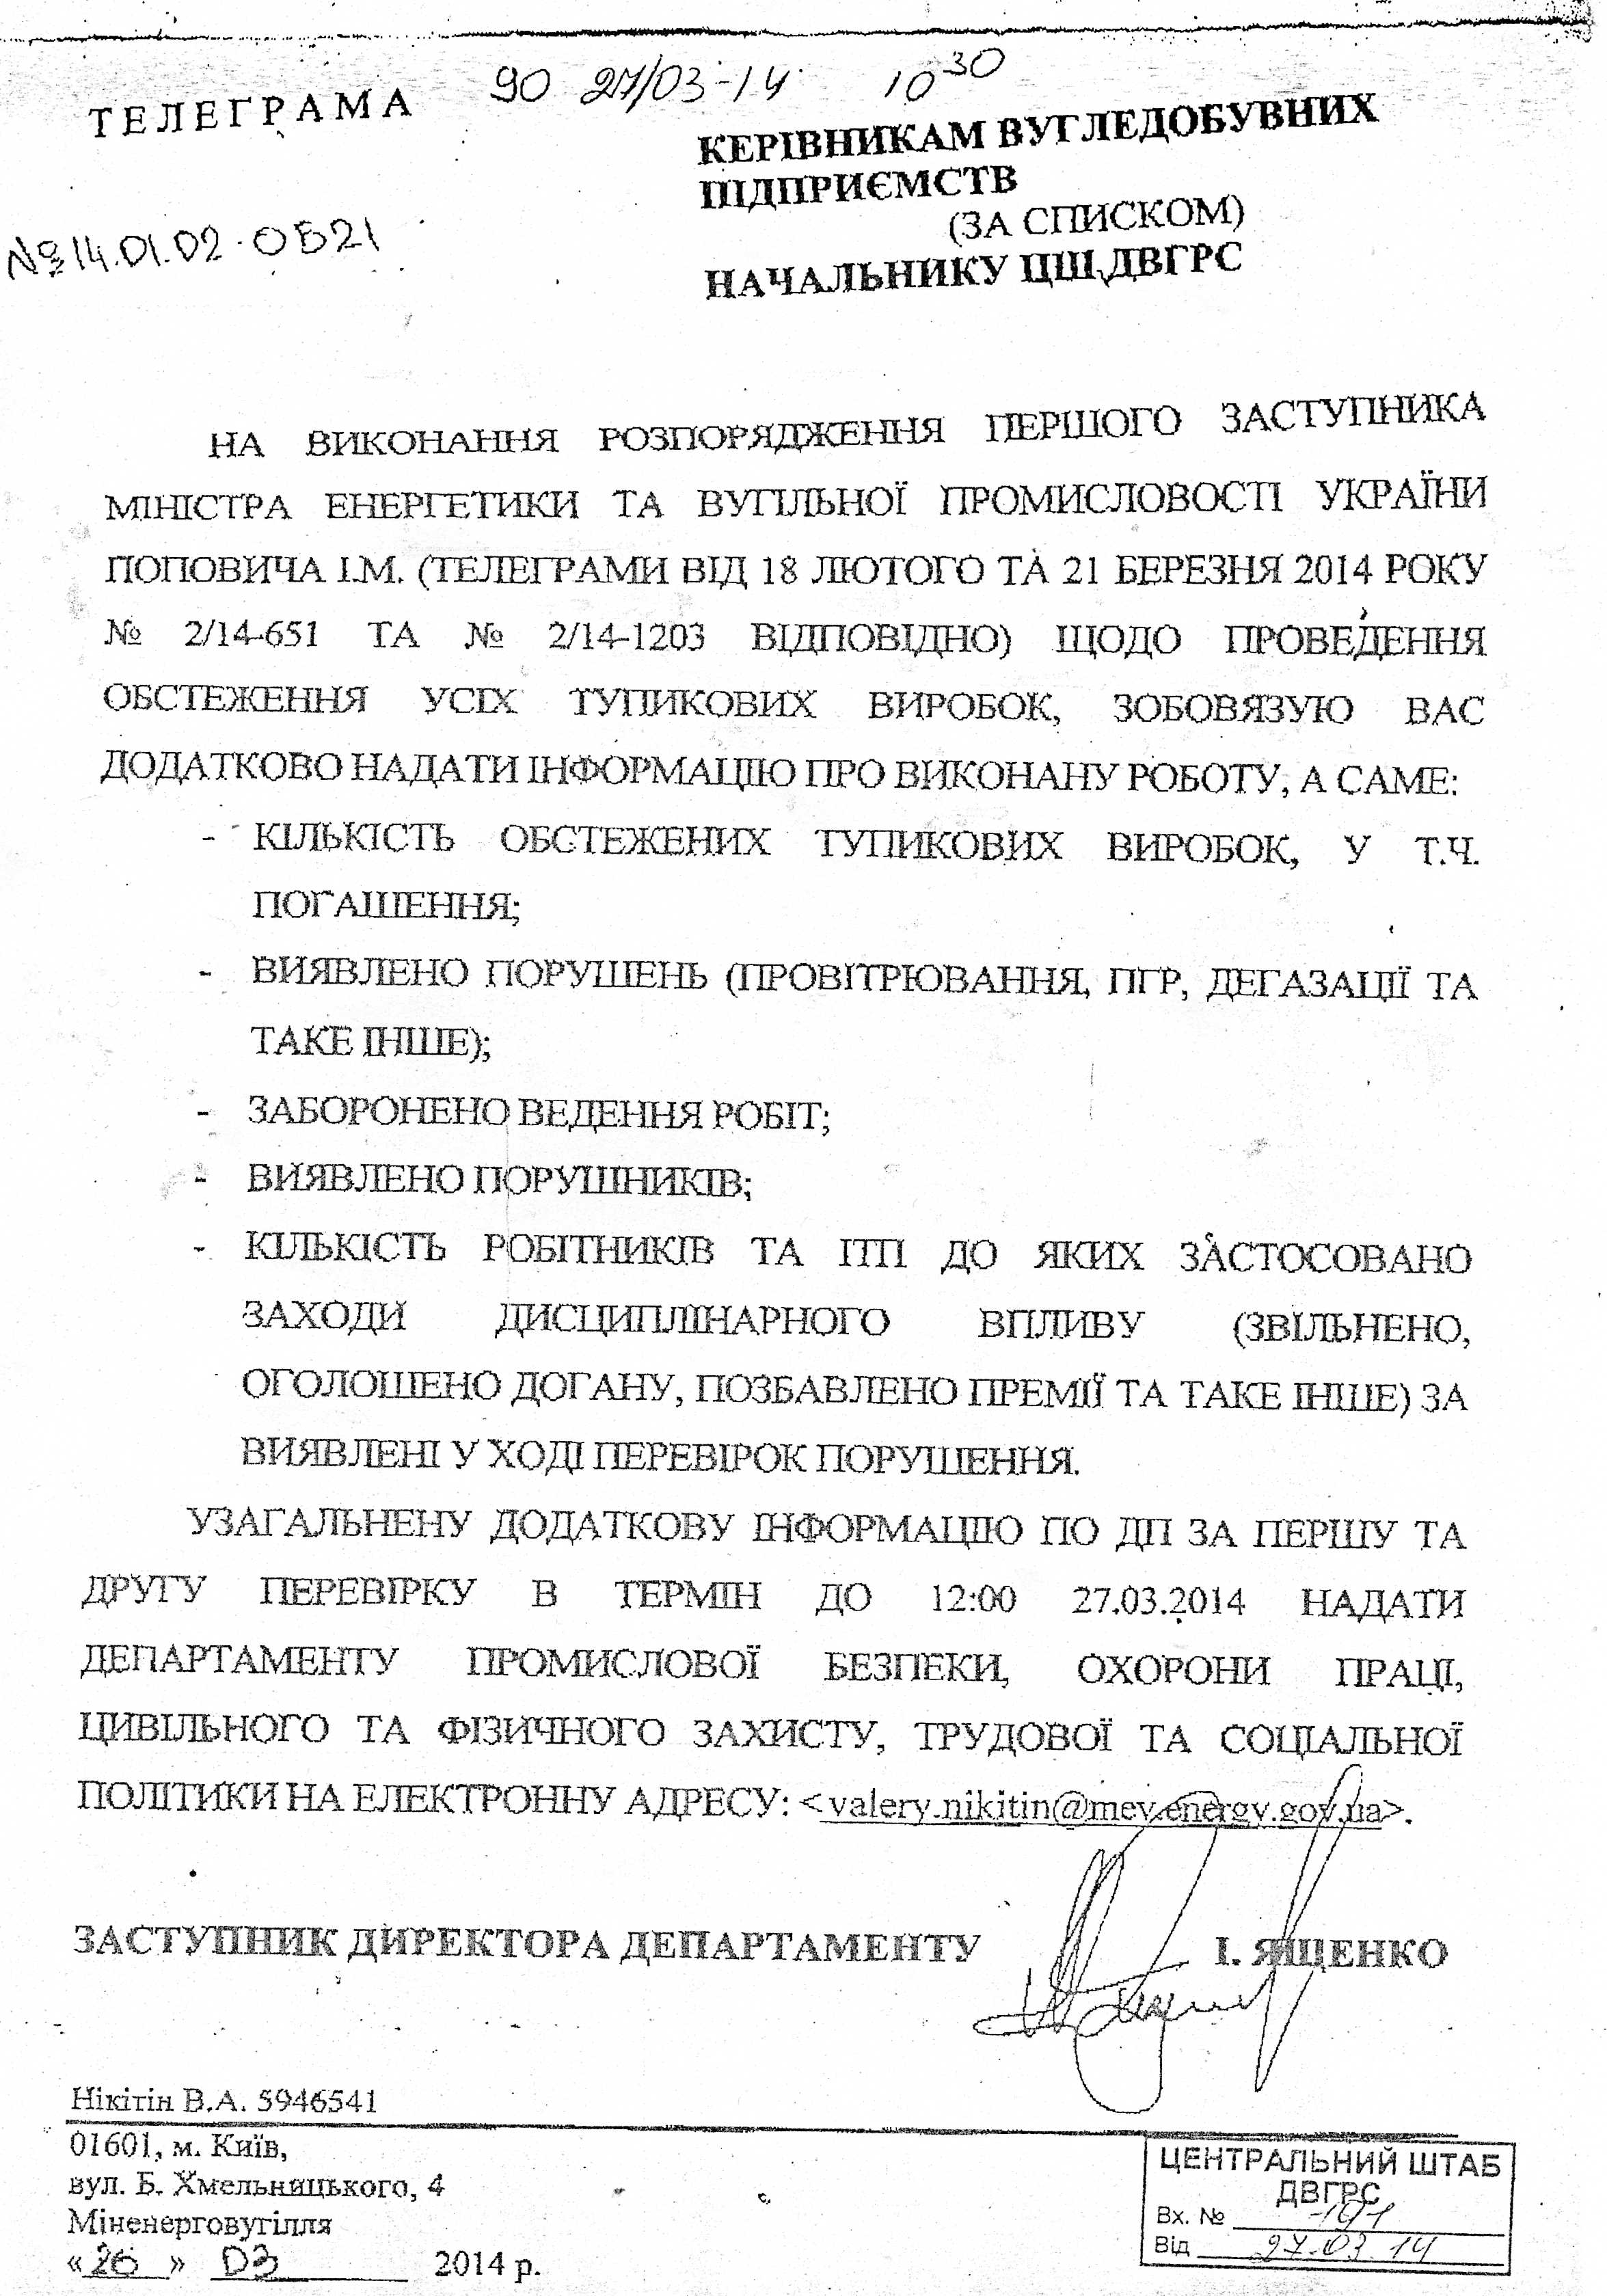 90 27/03-14 10 30
ТЕЛЕГРАМА
КЕРІВНИКАМ ВУГЛЕДОБУВНИХ
ПІДПРИЄМСТВ
(ЗА СПИСКОМ)
НАЧАЛЬНИКУ ЦШ ДВГРС
№14.01.02-0521
НА ВИКОНАННЯ РОЗПОРЯДЖЕННЯ ПЕРШОГО ЗАСТУПНИКА
МІНІСТРА ЕНЕРГЕТИКИ ТА ВУГІЛЬНОЇ ПРОМИСЛОВОСТІ УКРАЇНИ
ПОПОВИЧА І.М. (ТЕЛЕГРАМИ ВІД 18 ЛЮТОГО ТА 21 БЕРЕЗНЯ 2014 РОКУ
№ 2/14-651 ТА № 2/14-1203 ВІДПОВІДНО) ЩОДО ПРОВЕДЕННЯ
ОБСТЕЖЕННЯ УСІХ ТУПИКОВИХ ВИРОБОК, ЗОБОВЯЗУЮ ВАС
ДОДАТКОВО НАДАТИ ІНФОРМАЦІЮ ПРО ВИКОНАНУ РОБОТУ, А САМЕ:
- КІЛЬКІСТЬ ОБСТЕЖЕНИХ ТУПИКОВИХ ВИРОБОК, У Т.Ч.
ПОГАШЕННЯ;
- ВИЯВЛЕНО ПОРУШЕНЬ (ПРОВІТРЮВАННЯ, ПГР, ДЕГАЗАЦІЇ ТА
ТАКЕ ІНШЕ);
- ЗАБОРОНЕНО ВЕДЕННЯ РОБІТ;
- ВИЯВЛЕНО ПОРУШНИКІВ;
- КІЛЬКІСТЬ РОБІТНИКІВ ТА ІТП ДО ЯКИХ ЗАСТОСОВАНО
ЗАХОДИ ДИСЦИПЛІНАРНОГО ВПЛИВУ (ЗВІЛЬНЕНО,
ОГОЛОШЕНО ДОГАНУ, ПОЗБАВЛЕНО ПРЕМІЇ ТА ТАКЕ ІНШЕ) ЗА
ВИЯВЛЕНІ У ХОДІ ПЕРЕВІРОК ПОРУШЕННЯ.
УЗАГАЛЬНЕНУ ДОДАТКОВУ ІНФОРМАЦІЮ ПО ДП ЗА ПЕРШУ ТА
ДРУГУ ПЕРЕВІРКУ В ТЕРМІН ДО 12:00 27.03.2014 НАДАТИ
ДЕПАРТАМЕНТУ ПРОМИСЛОВОЇ БЕЗПЕКИ, ОХОРОНИ ПРАЦІ,
ЦИВІЛЬНОГО ТА ФІЗИЧНОГО ЗАХИСТУ, ТРУДОВОЇ ТА СОЦІАЛЬНОЇ
ПОЛІТИКИ НА ЕЛЕКТРОННУ АДРЕСУ: <valery.nikitin@mev.energy.gov.ua>.
ЗАСТУПНИК ДИРЕКТОРА ДЕПАРТАМЕНТУ І. ЯЩЕНКО
Нікітін В.А. 5946541
01601, м. Київ,
вул. Б. Хмельницького, 4
Міненерговугілля
«26» 03 2014 р.
ЦЕНТРАЛЬНИЙ ШТАБ
ДВГРС
Вх. № 191
Від 27.03.14